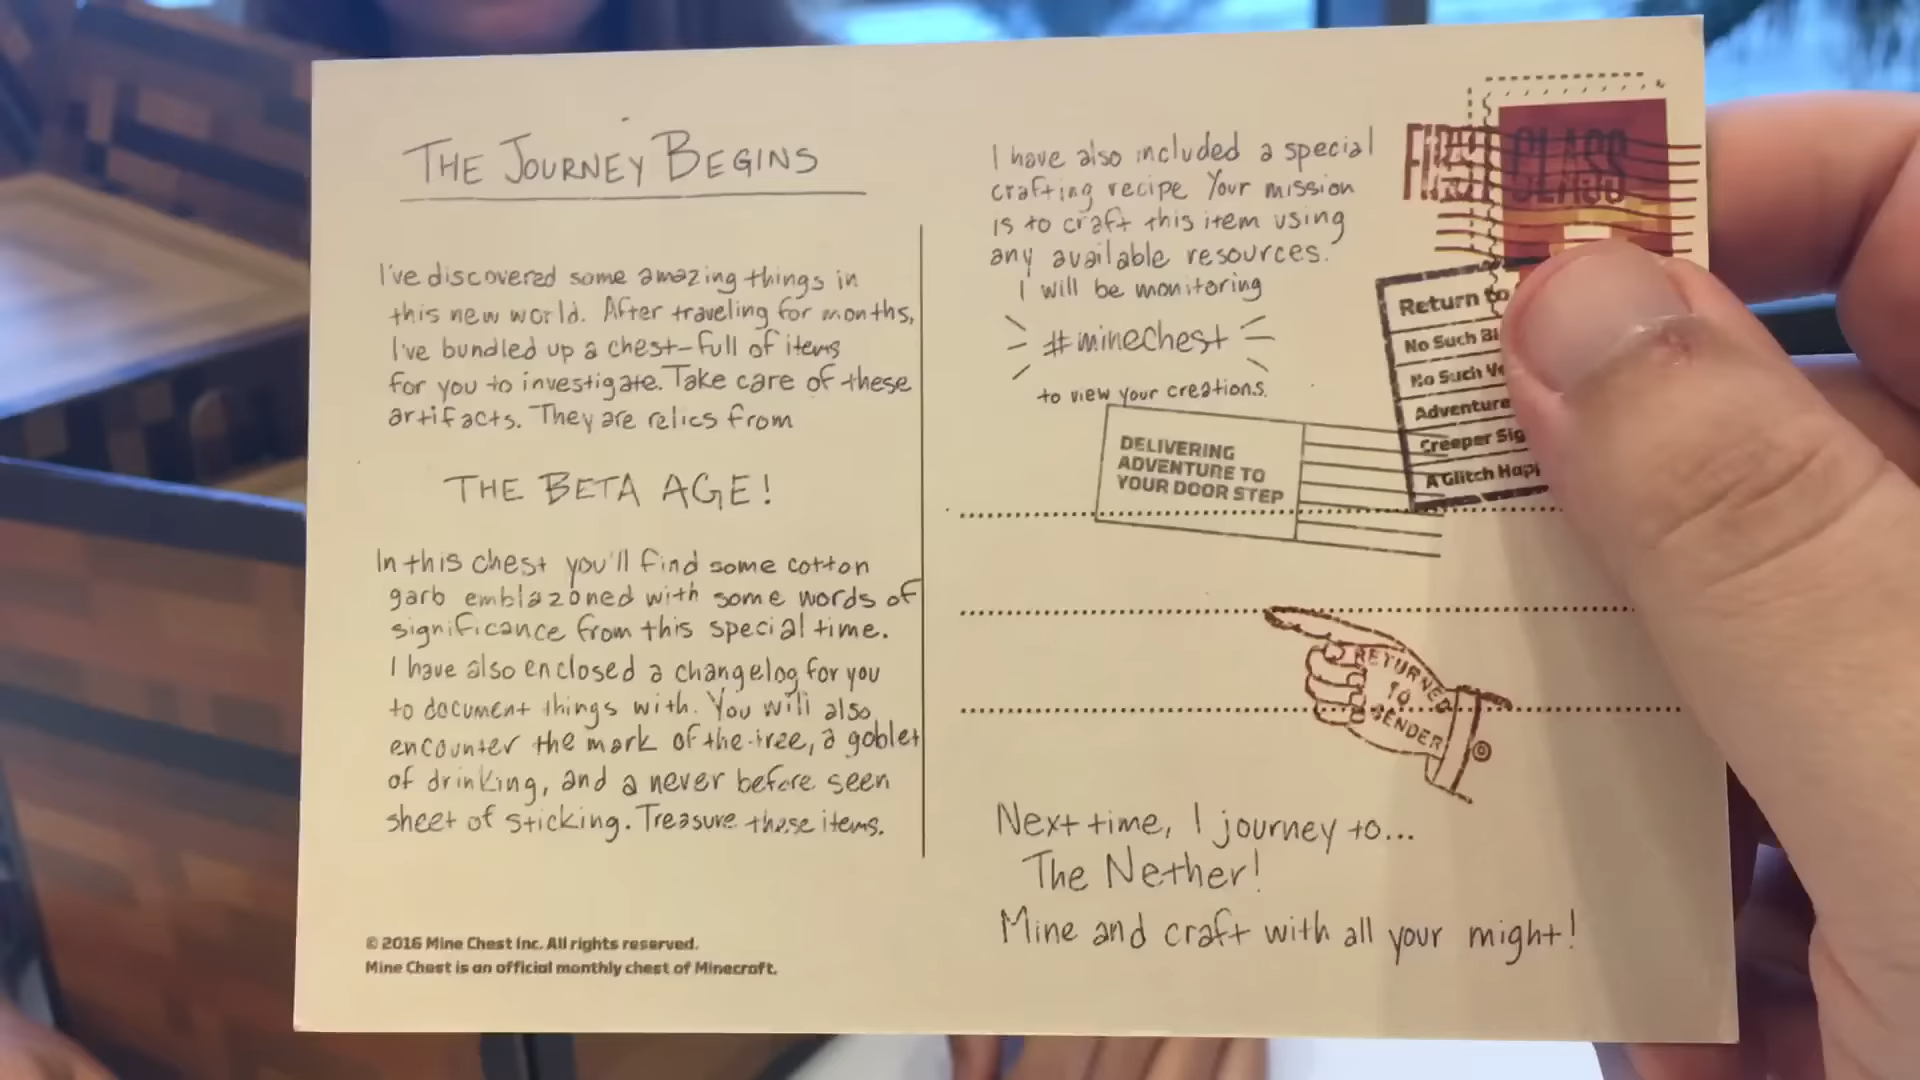 THE JOURNEY BEGINS
I've discovered some amazing things in
this new world. After traveling for months,
I've bundled up a chest-full of items
for you to investigate. Take care of these
artifacts. They are relics from
THE BETA AGE!
In this chest you'll find some cotton
garb emblazoned with some words of
significance from this special time.
I have also enclosed a changelog for you
to document things with. You will also
encounter the mark of the tree, a goblet
of drinking, and a never before seen
sheet of sticking. Treasure these items.
© 2016 Mine Chest Inc. All rights reserved.
Mine Chest is an official monthly chest of Minecraft.
I have also included a special
crafting recipe Your mission
is to craft this item using
any available resources.
I will be monitoring
#mineChest
to view your creations.
FIRST CLASS
Return to
No Such
No Such
Adventure
Creeper
A Glitch
DELIVERING
ADVENTURE TO
YOUR DOOR STEP
RETURNED
TO
SENDER
Next time, I journey to...
The Nether!
Mine and craft with all your might!